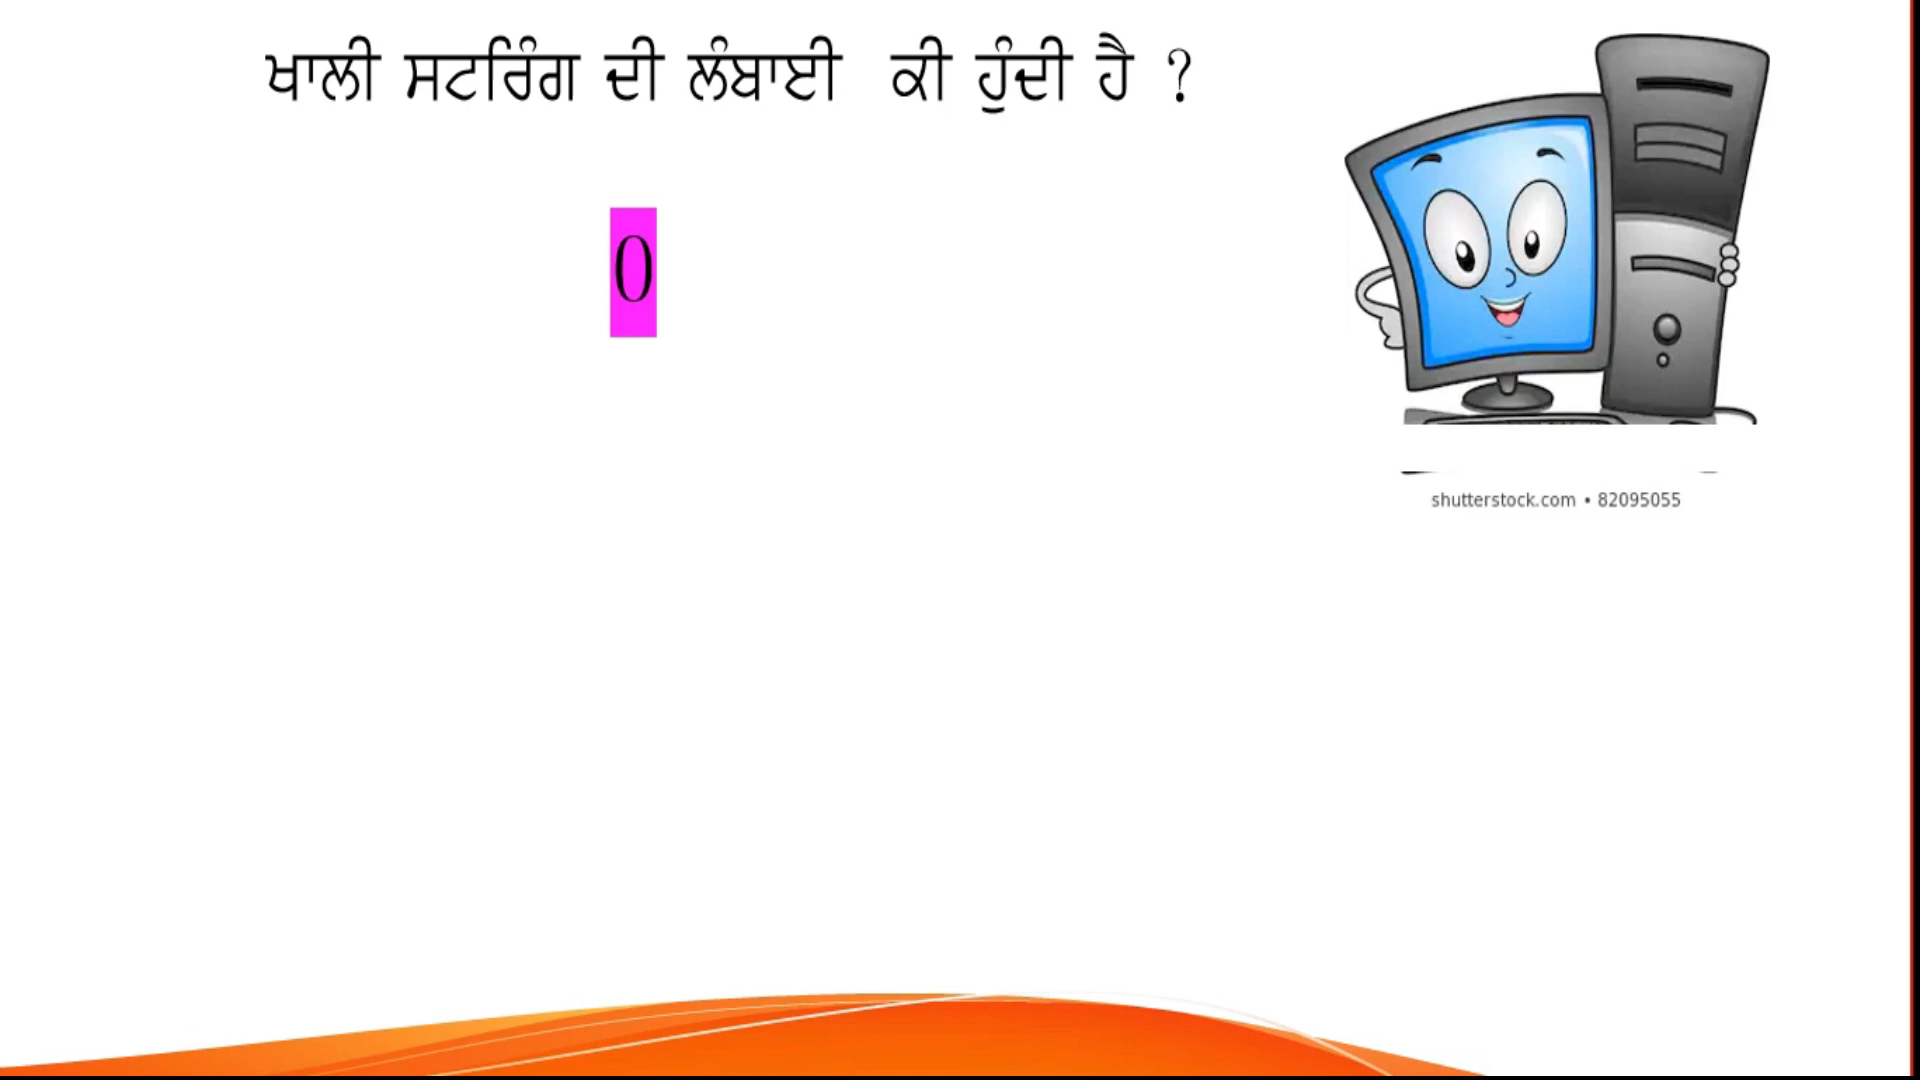 ਖਾਲੀ ਸਟਰਿੰਗ ਦੀ ਲੰਬਾਈ ਕੀ ਹੁੰਦੀ ਹੈ ?
0
shutterstock.com • 82095055